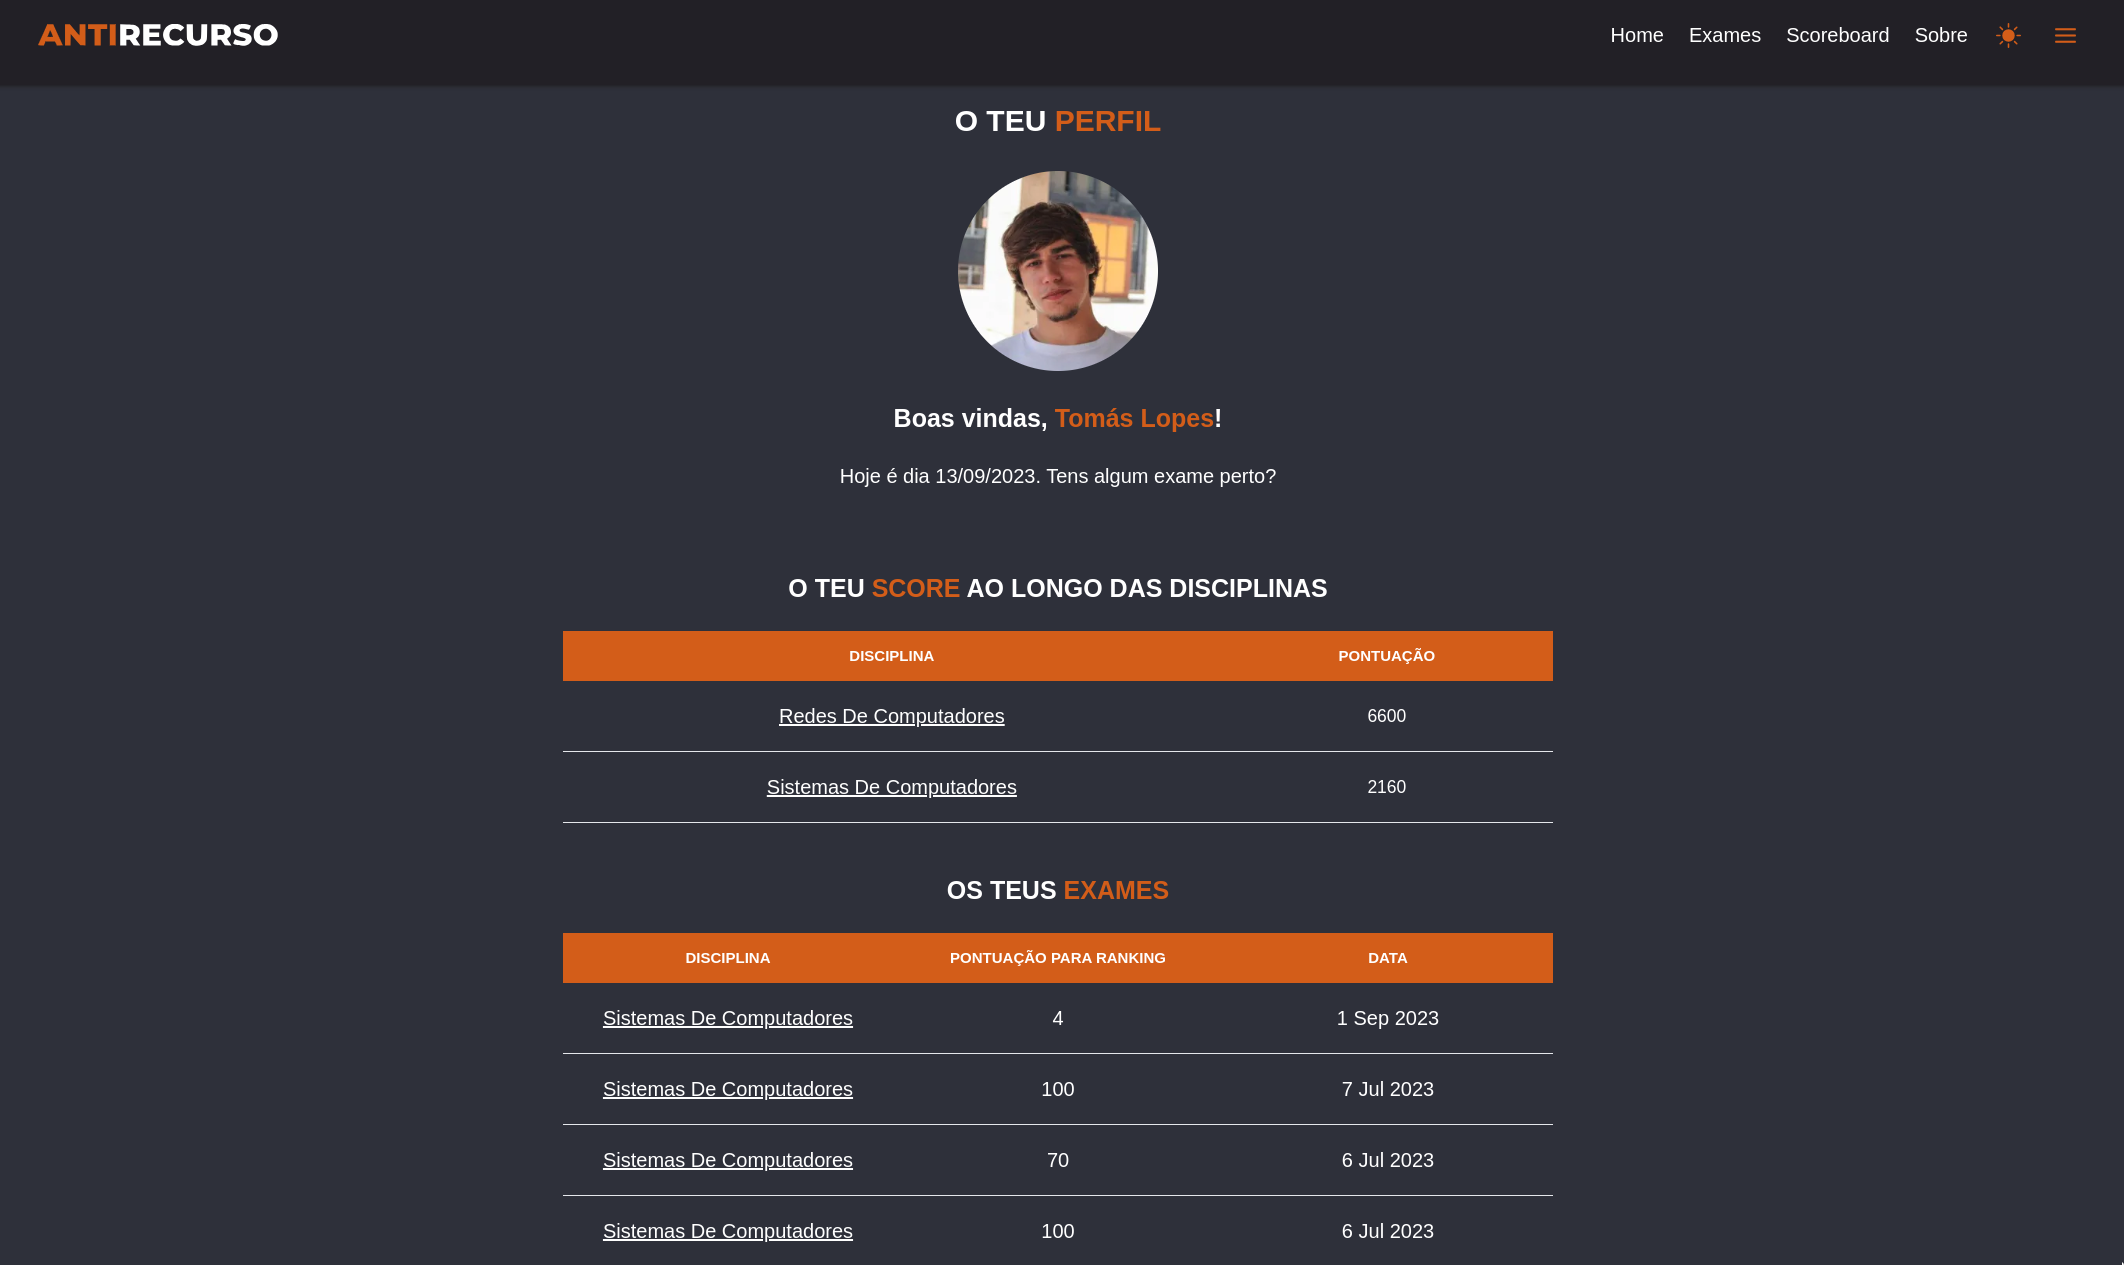 ANTIRECURSO
Home Exames Scoreboard Sobre
O TEU PERFIL
Boas vindas, Tomás Lopes!
Hoje é dia 13/09/2023. Tens algum exame perto?
O TEU SCORE AO LONGO DAS DISCIPLINAS
DISCIPLINA PONTUAÇÃO
Redes De Computadores 6600
Sistemas De Computadores 2160
OS TEUS EXAMES
DISCIPLINA PONTUAÇÃO PARA RANKING DATA
Sistemas De Computadores 4 1 Sep 2023
Sistemas De Computadores 100 7 Jul 2023
Sistemas De Computadores 70 6 Jul 2023
Sistemas De Computadores 100 6 Jul 2023